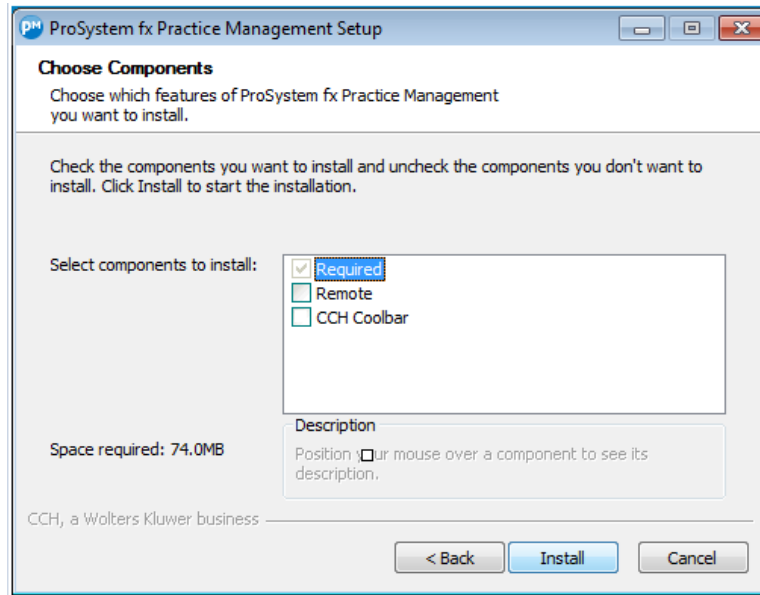 PM ProSystem fx Practice Management Setup
Choose Components
Choose which features of ProSystem fx Practice Management
you want to install.
Check the components you want to install and uncheck the components you don't want to
install. Click Install to start the installation.
Select components to install:
Required
Remote
CCH Coolbar
Space required: 74.0MB
Description
Position your mouse over a component to see its
description.
CCH, a Wolters Kluwer business
< Back
Install
Cancel